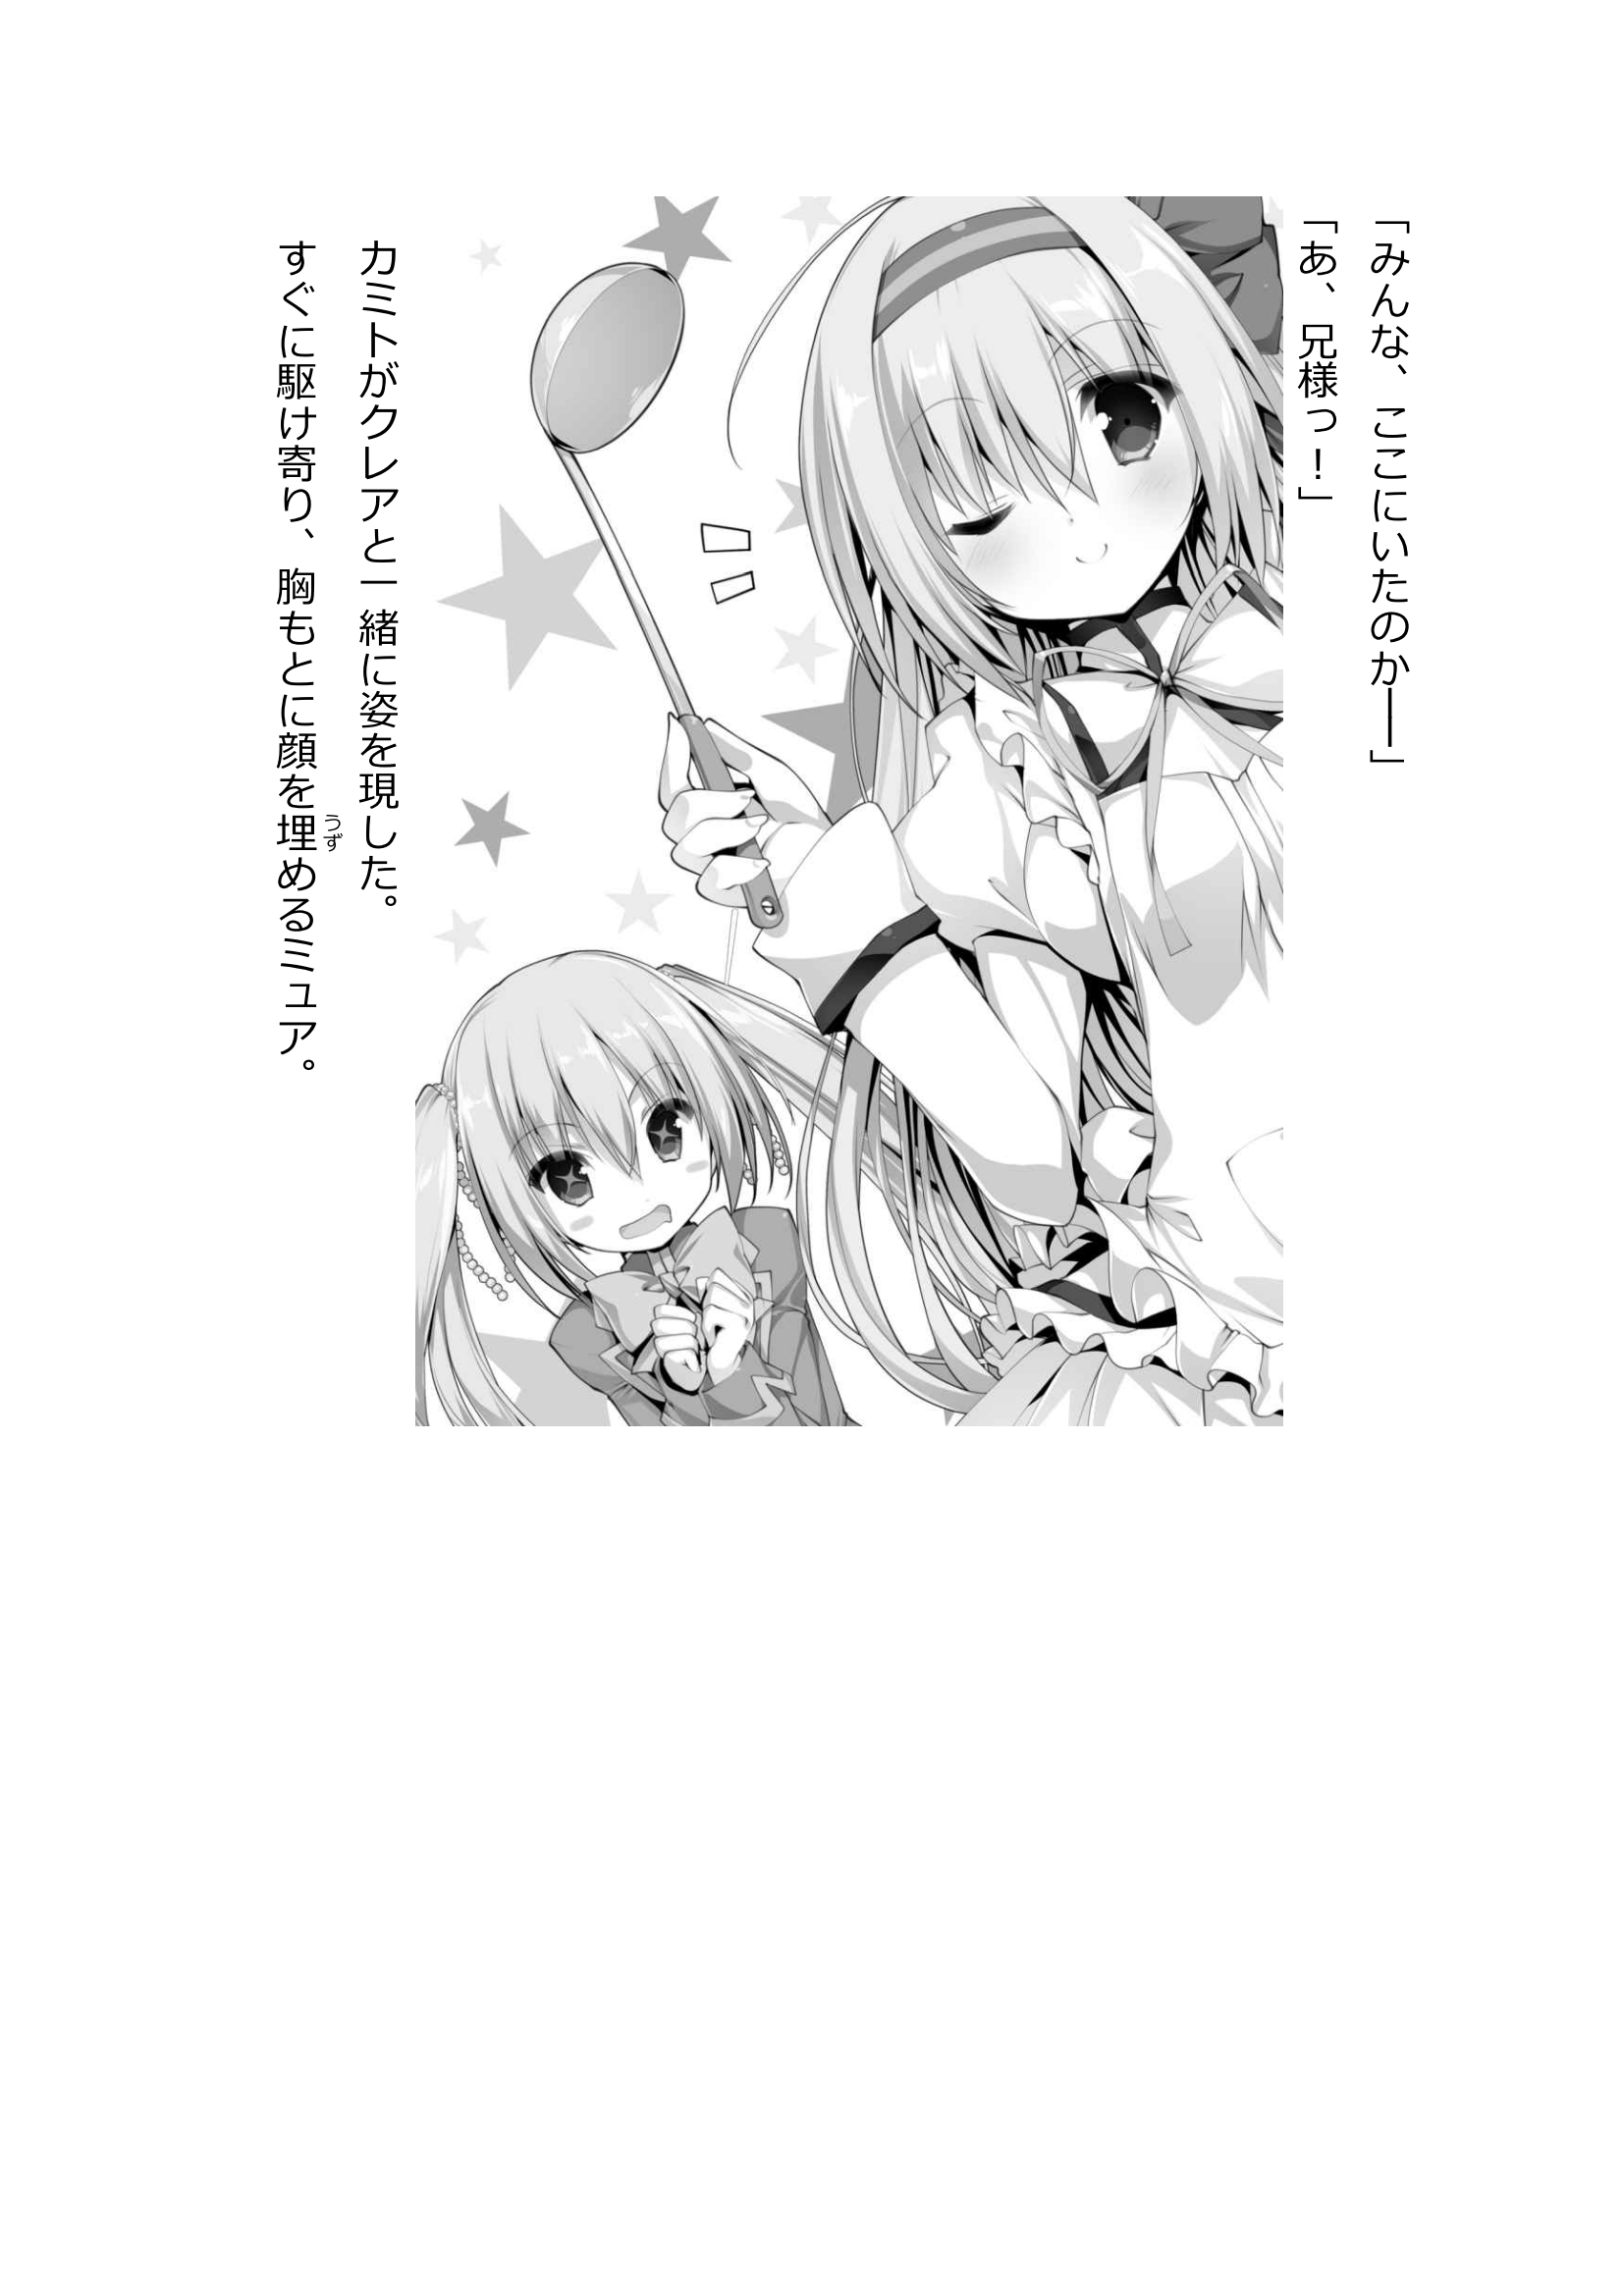 「みんな、ここにいたのか――」
「あ、兄様っ！」
カミトがクレアと一緒に姿を現した。
すぐに駆け寄り、胸もとに顔を埋めるミュア。
うず